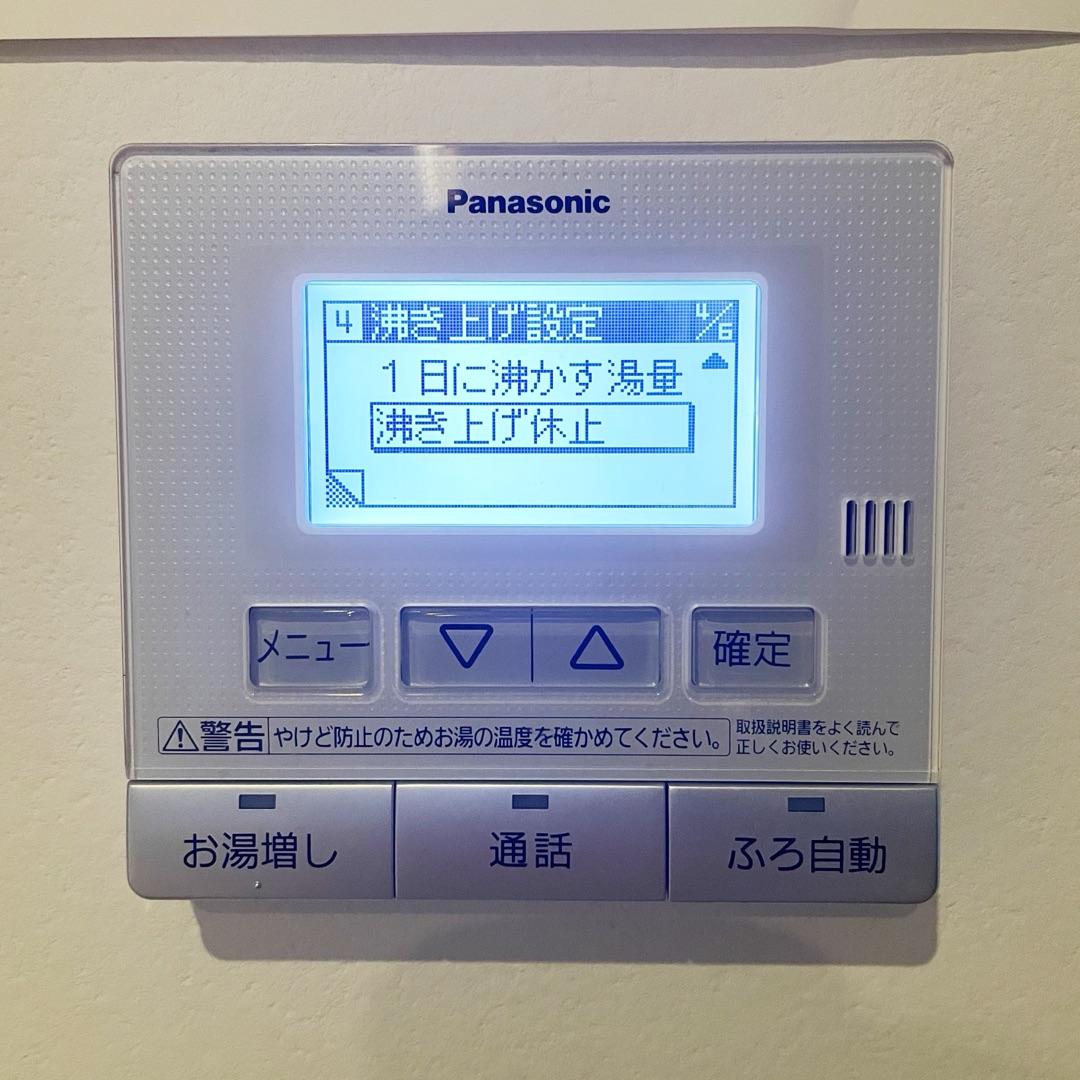 Panasonic
4 沸き上げ設定 4/6
1日に沸かす湯量
沸き上げ休止
メニュー ▽ △ 確定
⚠警告 やけど防止のためお湯の温度を確かめてください。
取扱説明書をよく読んで
正しくお使いください。
お湯増し 通話 ふろ自動